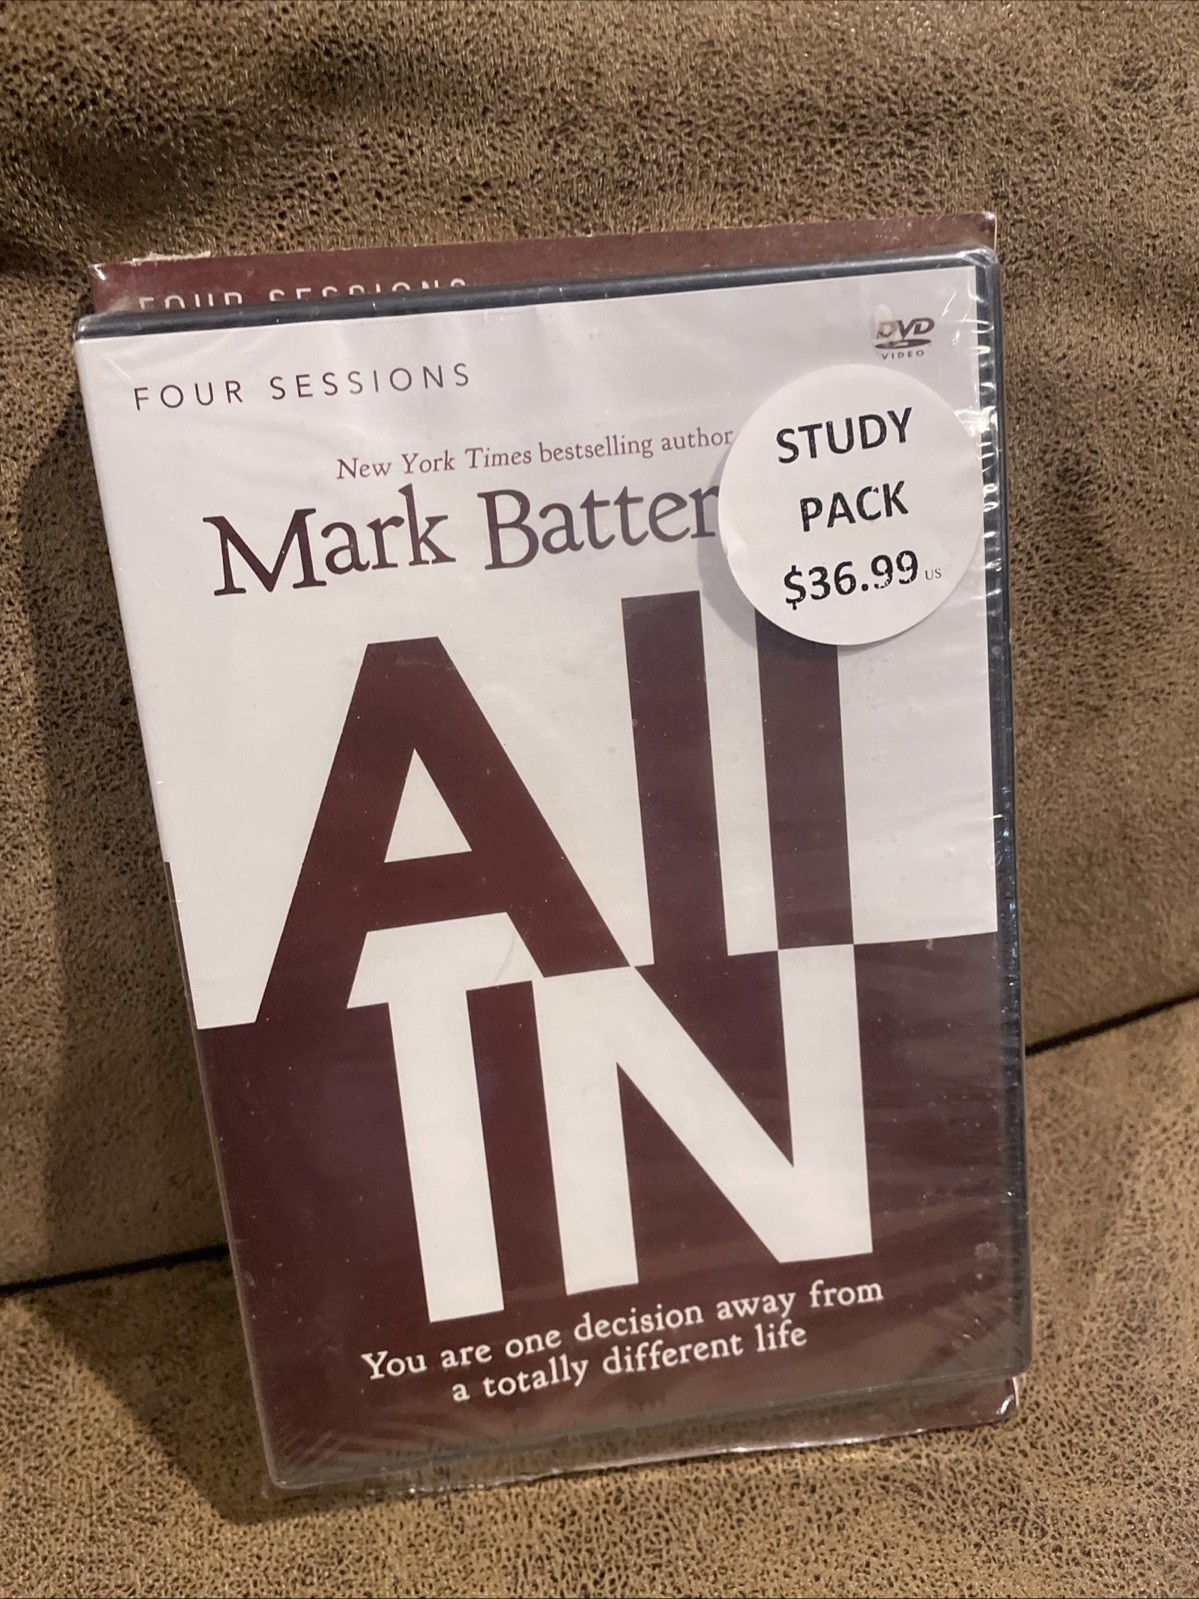 FOUR SESSIONS
DVD
VIDEO
FOUR SESSIONS
New York Times bestselling author
Mark Batter
STUDY
PACK
$36.99 US
All
IN
You are one decision away from
a totally different life